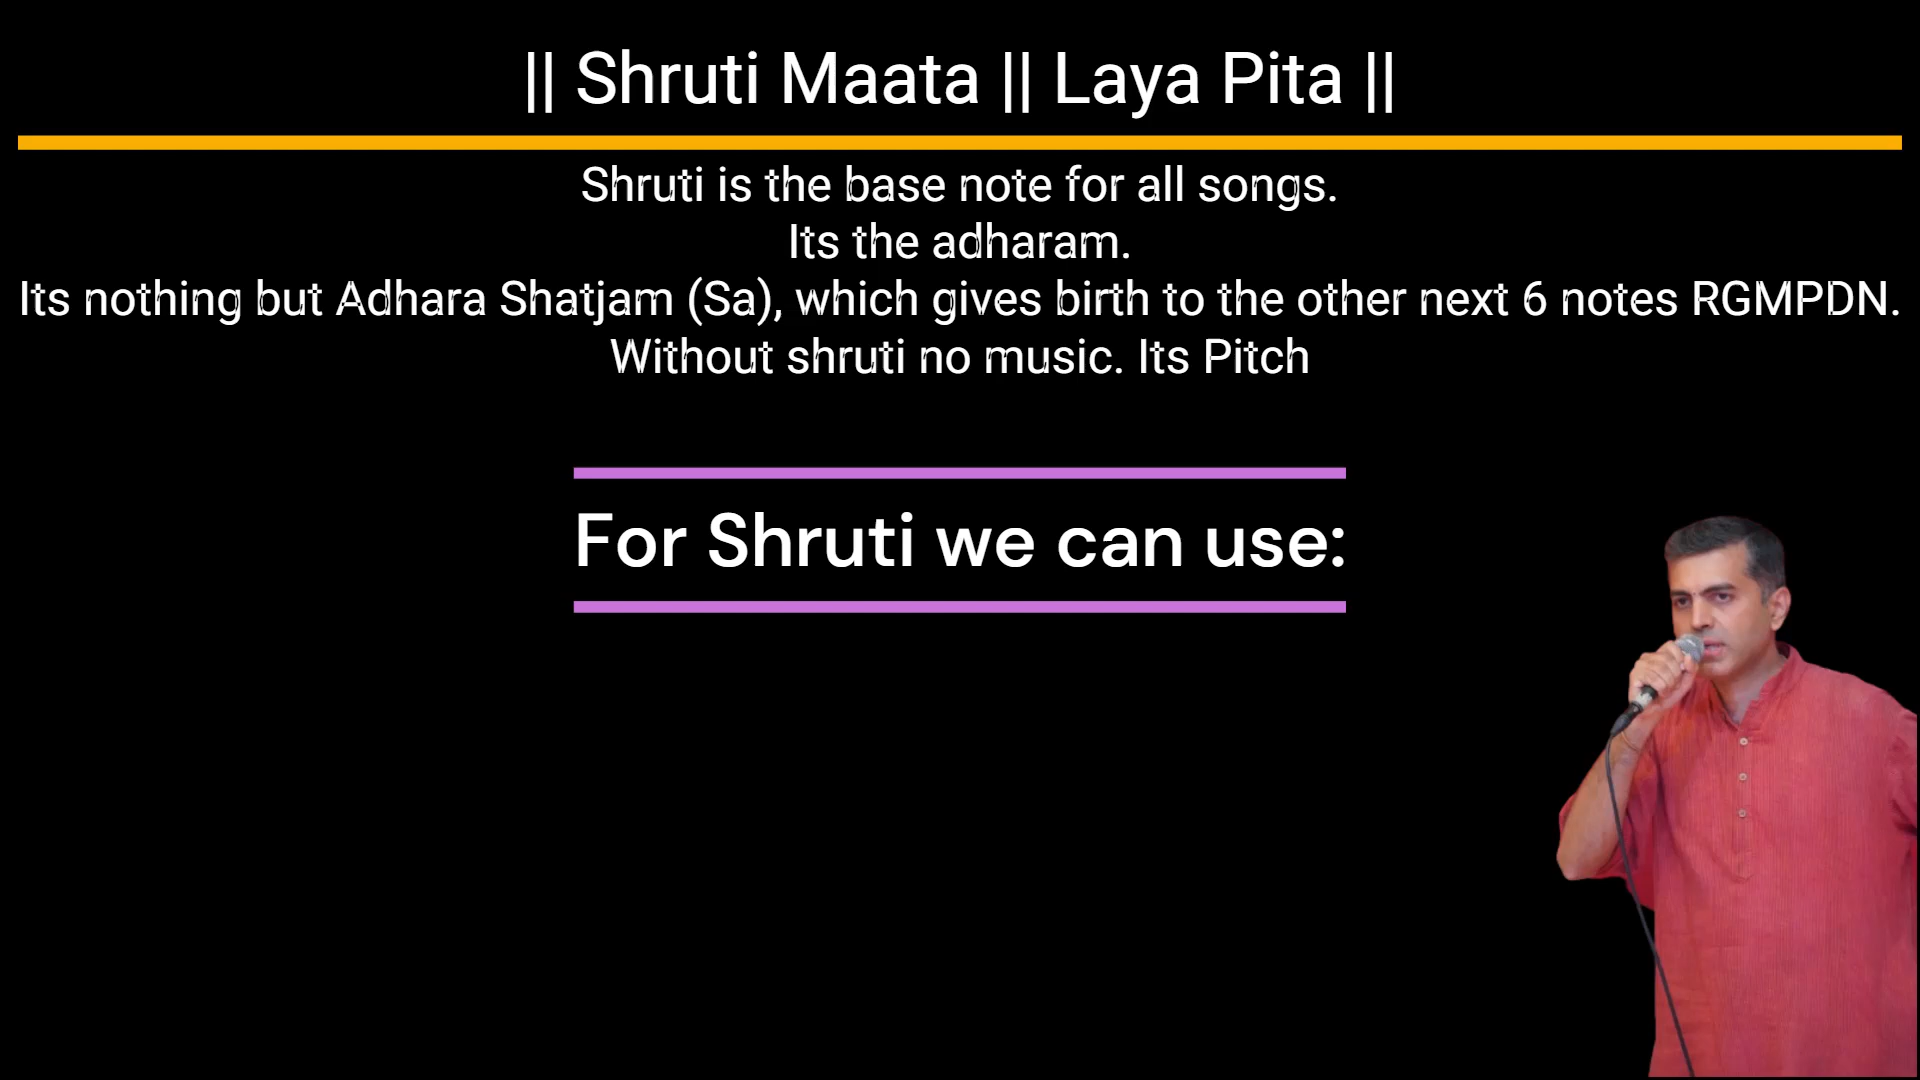 || Shruti Maata || Laya Pita ||
Shruti is the base note for all songs.
Its the adharam.
Its nothing but Adhara Shatjam (Sa), which gives birth to the other next 6 notes RGMPDN.
Without shruti no music. Its Pitch
For Shruti we can use: